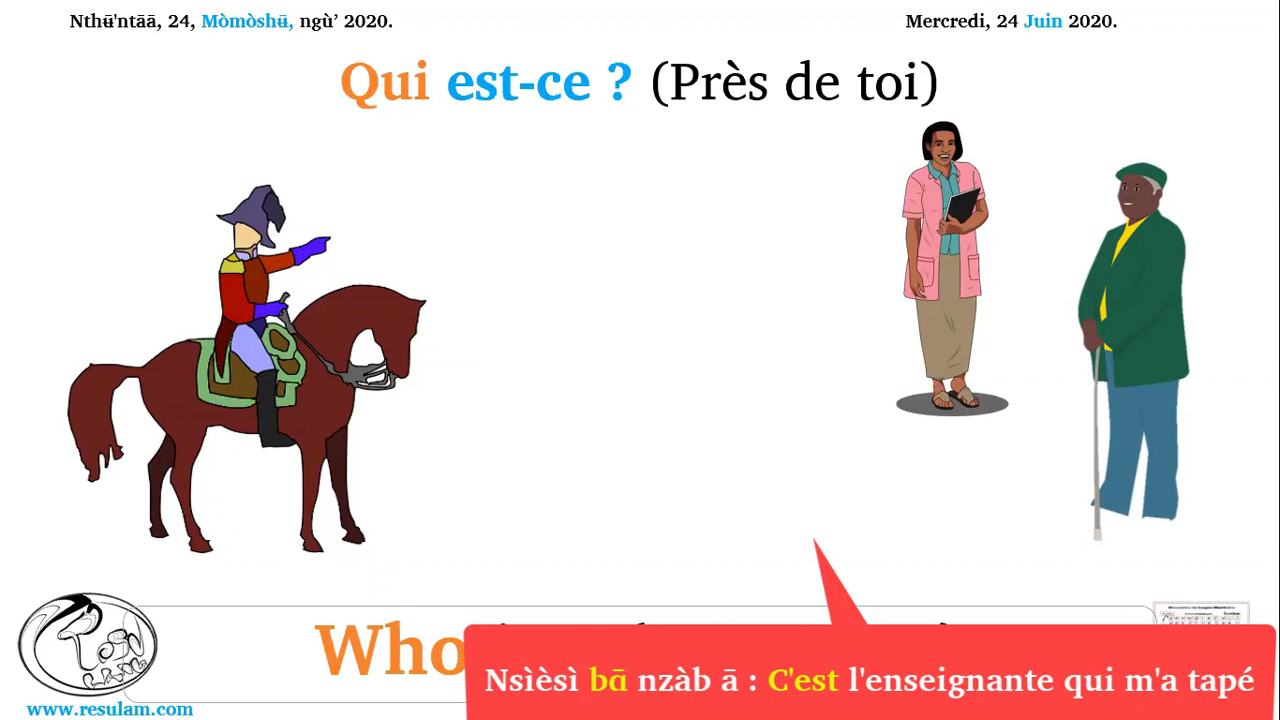 Nthʉ̄'ntāā, 24, Mòmòshʉ̄, ngù’ 2020.
Mercredi, 24 Juin 2020.
Qui est-ce ? (Près de toi)
Who
Nsìèsì bɑ̄ nzàb ā : C'est l'enseignante qui m'a tapé
www.resulam.com